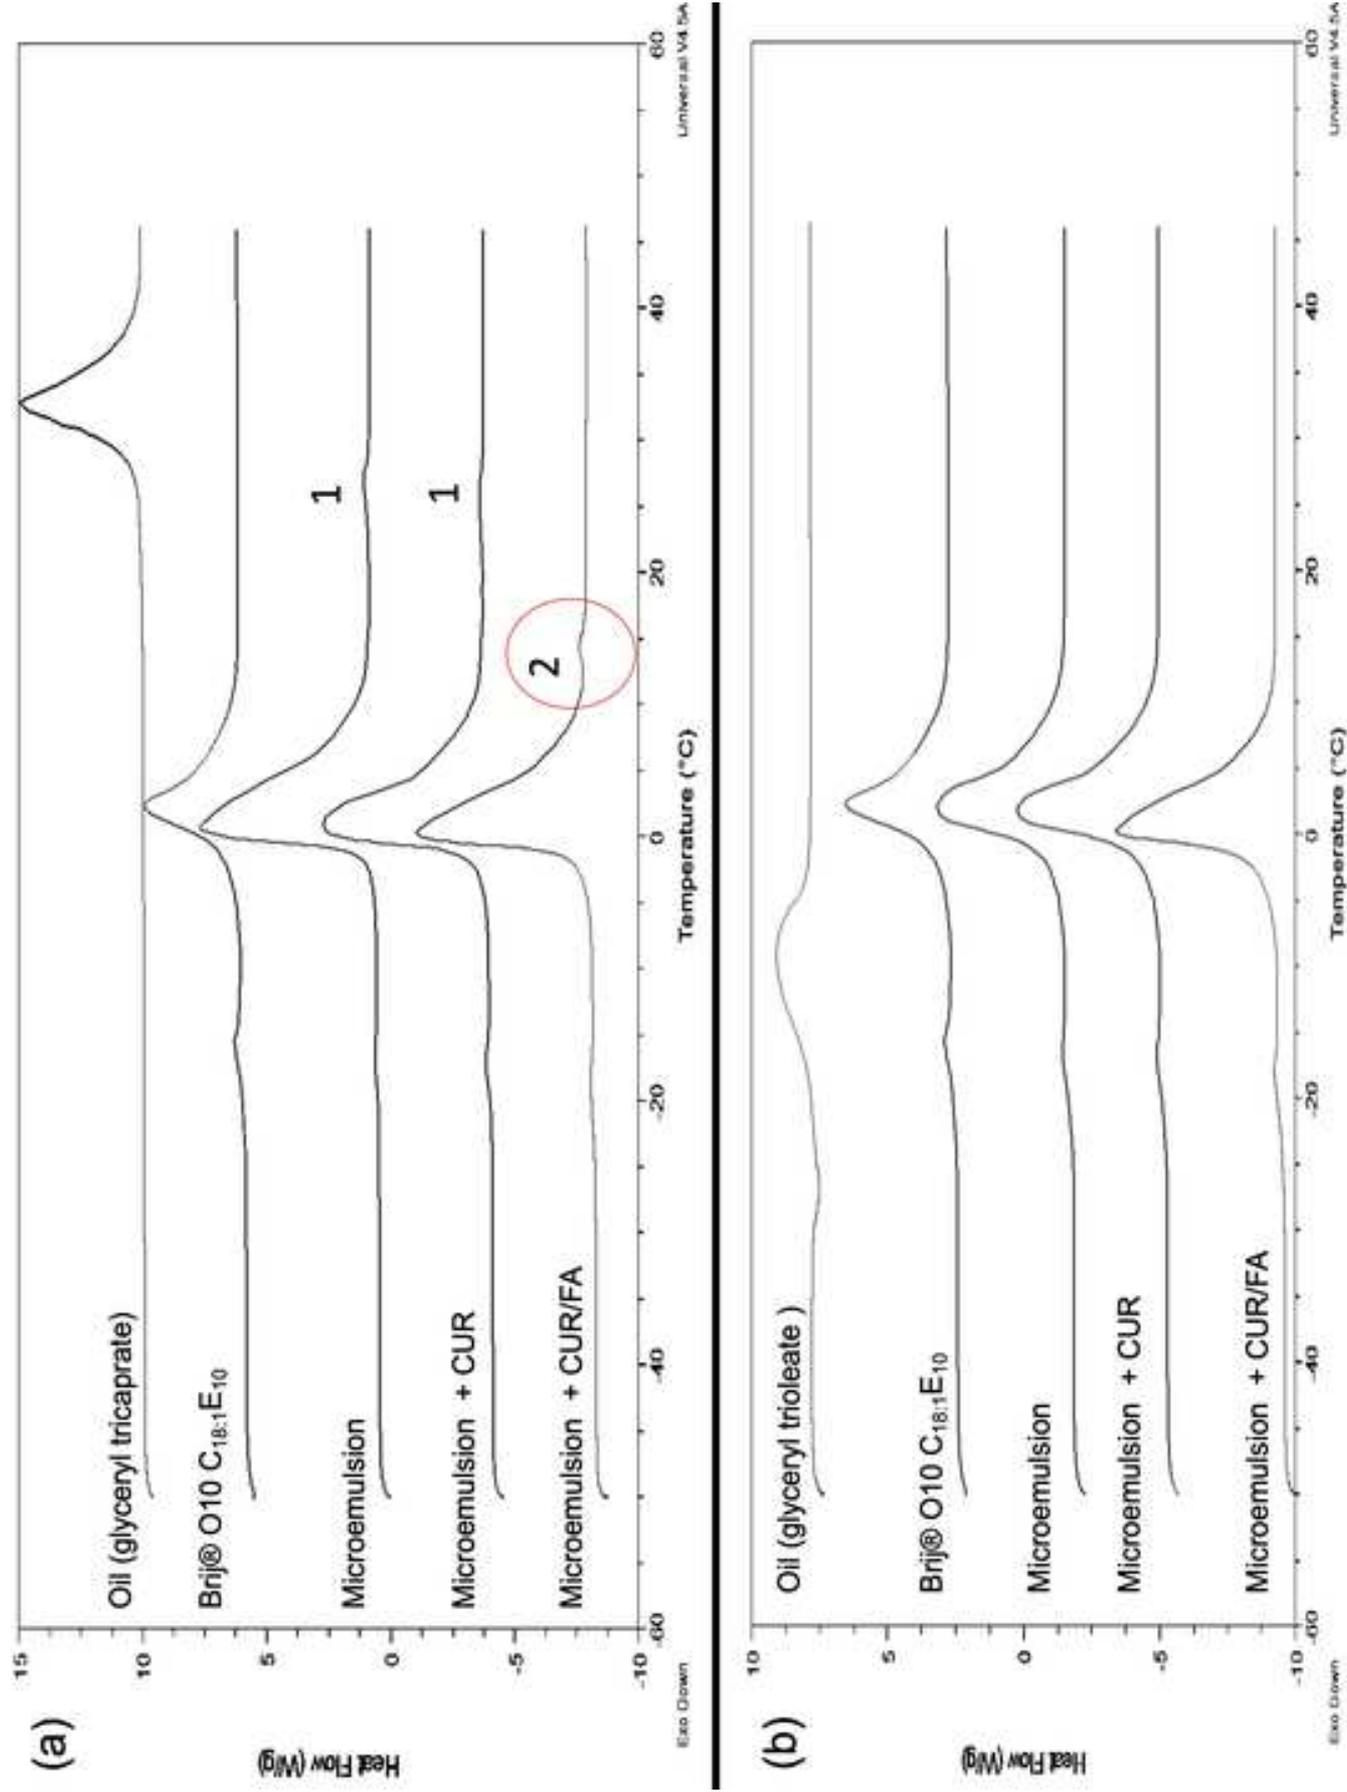 (a)
Heat Flow (W/g)
15
10
5
0
-5
-10
Oil (glyceryl tricaprate)
Brij® O10 C18:1E10
Microemulsion
Microemulsion + CUR
Microemulsion + CUR/FA
1
1
2
-60
-40
-20
0
20
40
60
Exo Down
Temperature (°C)
Universal V4.5A
(b)
Heat Flow (W/g)
10
5
0
-5
-10
Oil (glyceryl trioleate )
Brij® O10 C18:1E10
Microemulsion
Microemulsion + CUR
Microemulsion + CUR/FA
-60
-40
-20
0
20
40
60
Exo Down
Temperature (°C)
Universal V4.5A